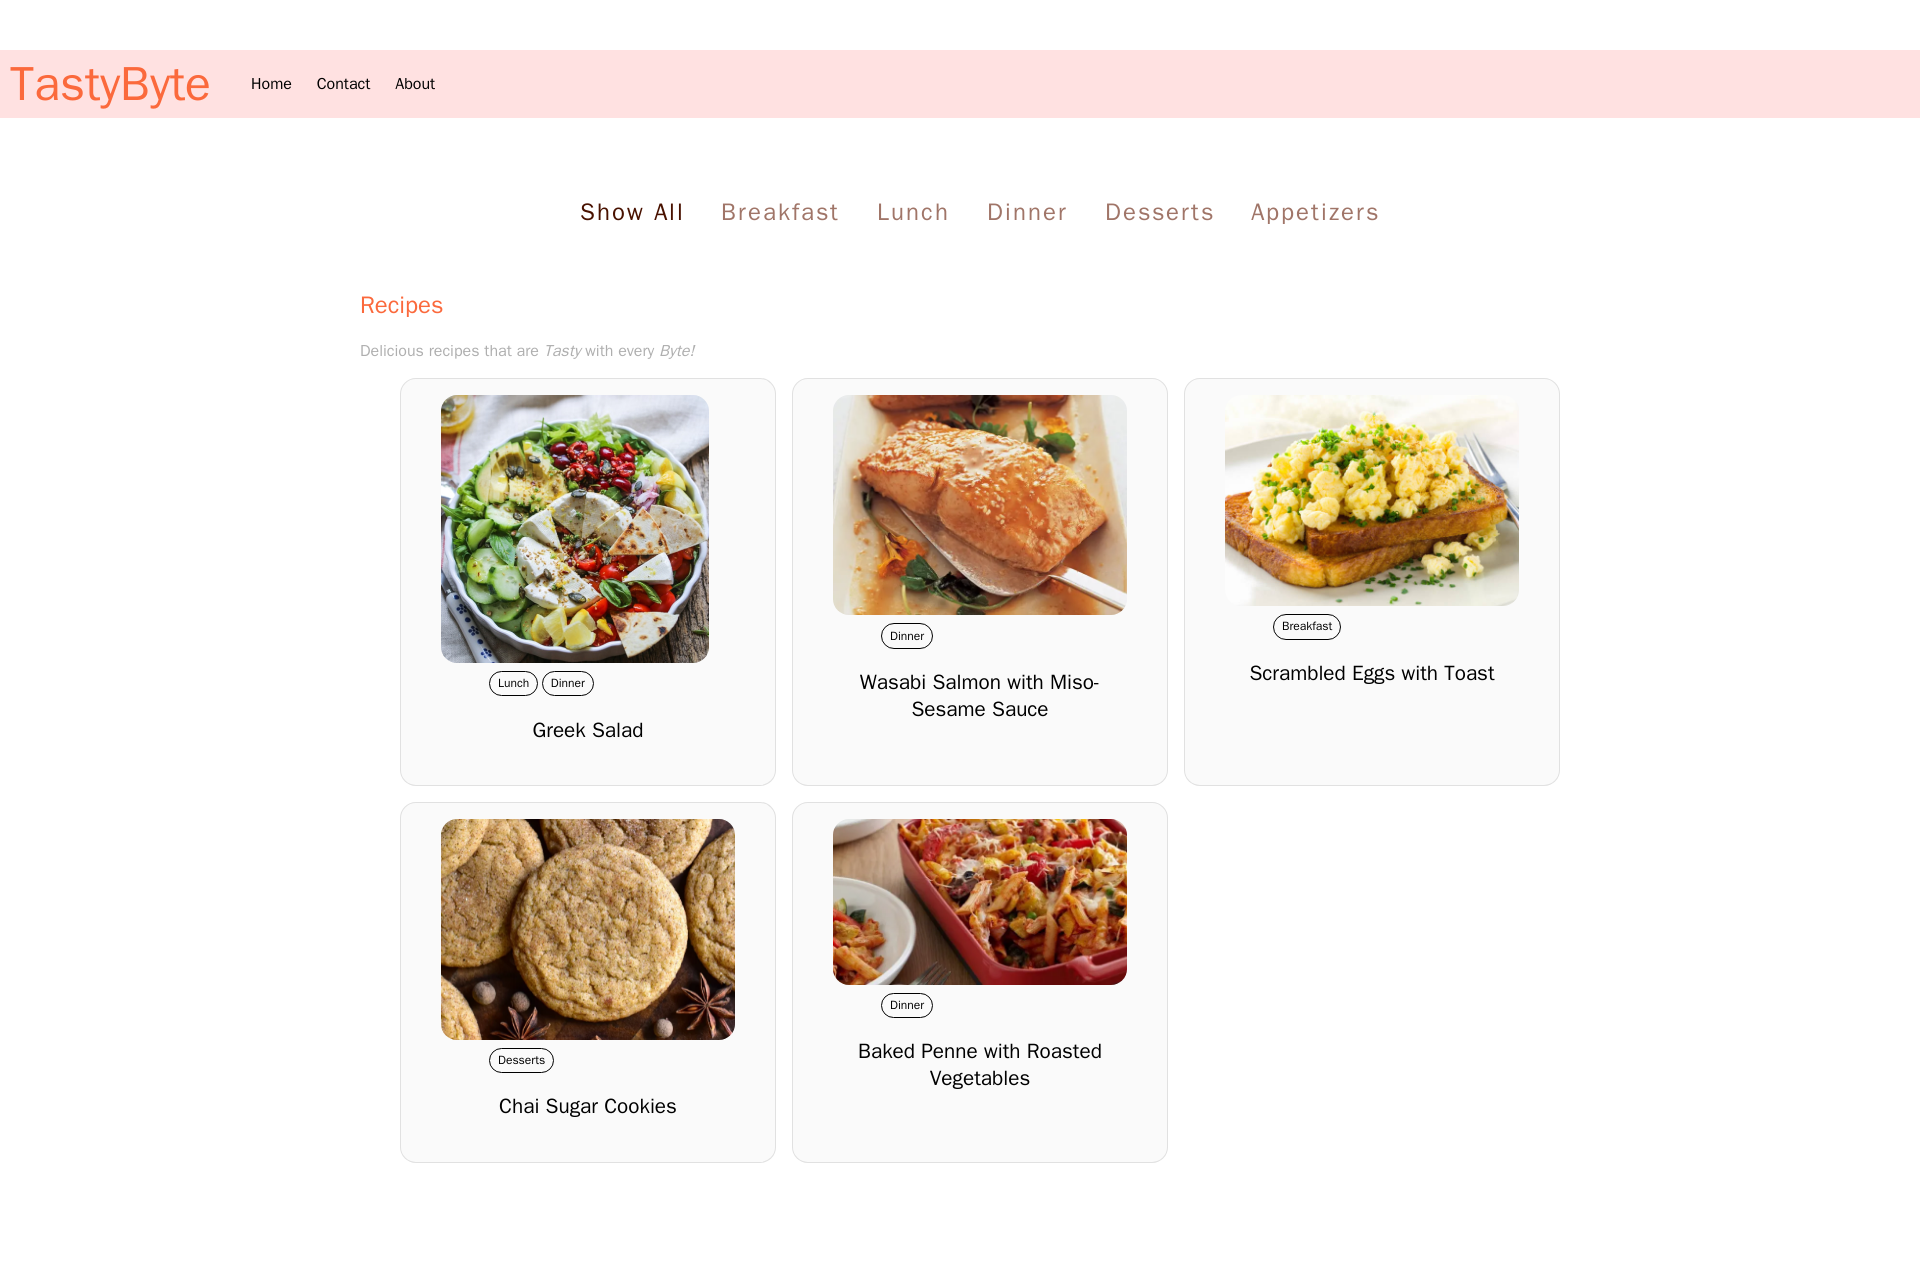 TastyByte Home Contact About
Show All Breakfast Lunch Dinner Desserts Appetizers
Recipes
Delicious recipes that are Tasty with every Byte!
Lunch Dinner
Greek Salad
Dinner
Wasabi Salmon with Miso-
Sesame Sauce
Breakfast
Scrambled Eggs with Toast
Desserts
Chai Sugar Cookies
Dinner
Baked Penne with Roasted
Vegetables